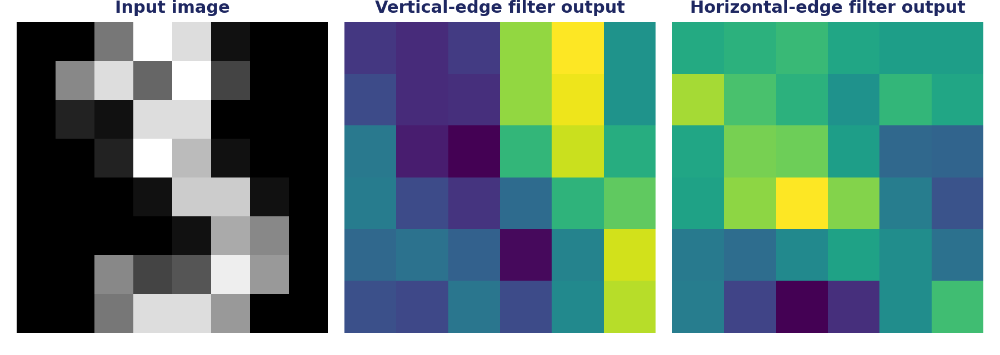 Input image
Vertical-edge filter output
Horizontal-edge filter output